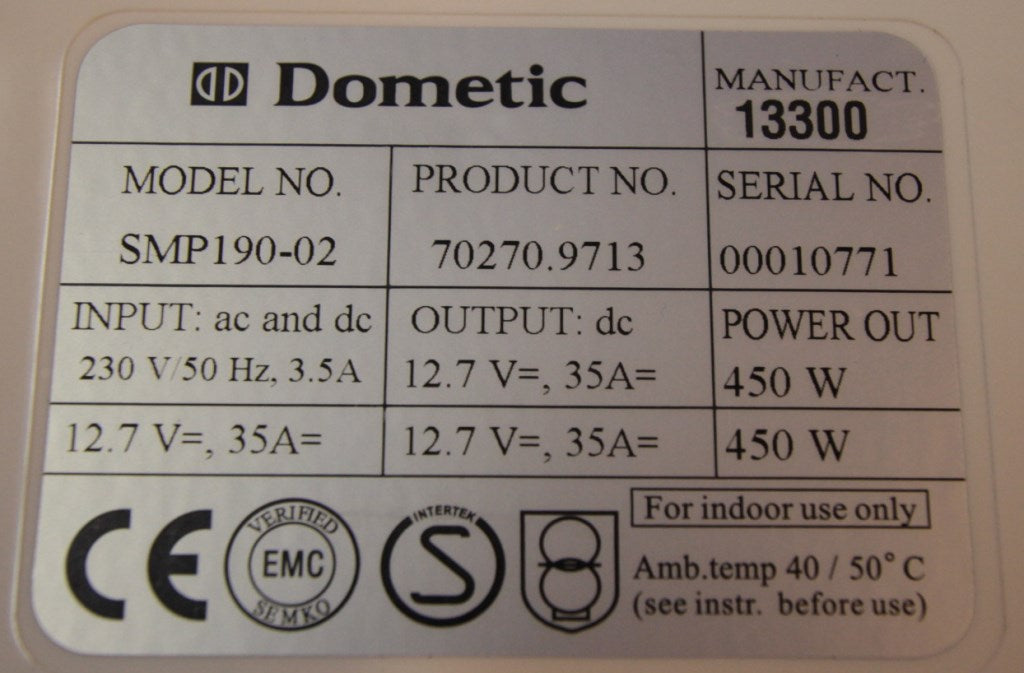 Dometic
MANUFACT.
13300
MODEL NO.
SMP190-02
PRODUCT NO.
70270.9713
SERIAL NO.
00010771
INPUT: ac and dc
230 V/50 Hz, 3.5A
OUTPUT: dc
12.7 V=, 35A=
POWER OUT
450 W
12.7 V=, 35A=
12.7 V=, 35A=
450 W
CE
VERIFIED
EMC
SEMKO
INTERTEK
S
For indoor use only
Amb.temp 40 / 50° C
(see instr. before use)